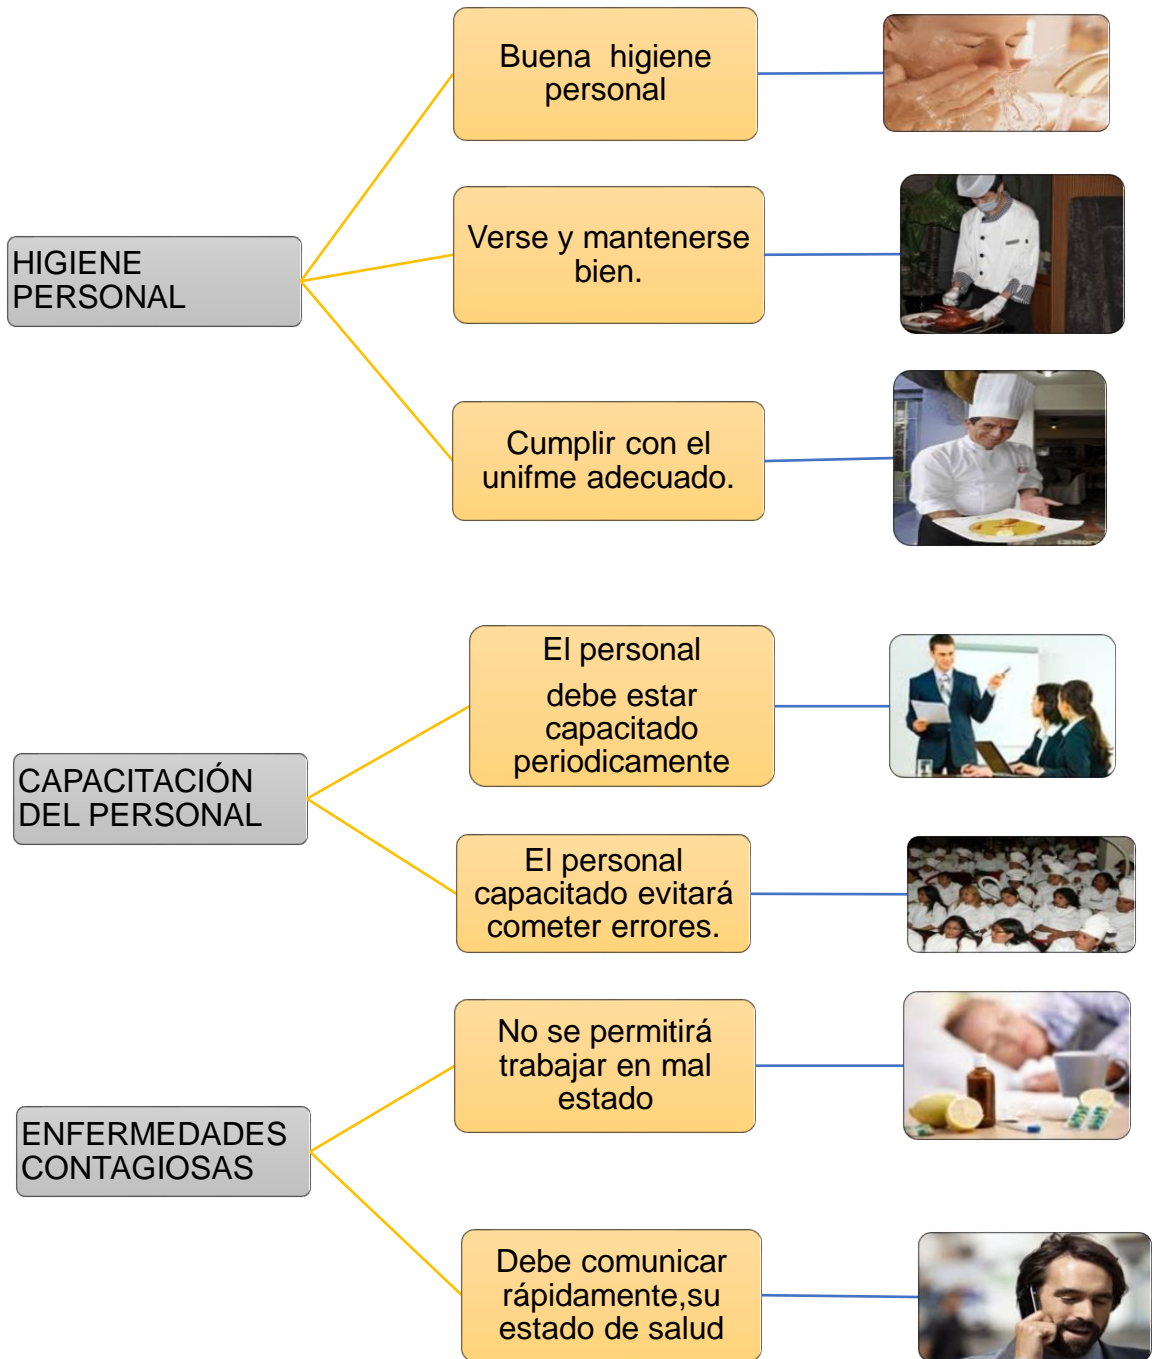 HIGIENE
PERSONAL
Buena higiene
personal
Verse y mantenerse
bien.
Cumplir con el
unifme adecuado.
CAPACITACIÓN
DEL PERSONAL
El personal
debe estar
capacitado
periodicamente
El personal
capacitado evitará
cometer errores.
ENFERMEDADES
CONTAGIOSAS
No se permitirá
trabajar en mal
estado
Debe comunicar
rápidamente,su
estado de salud